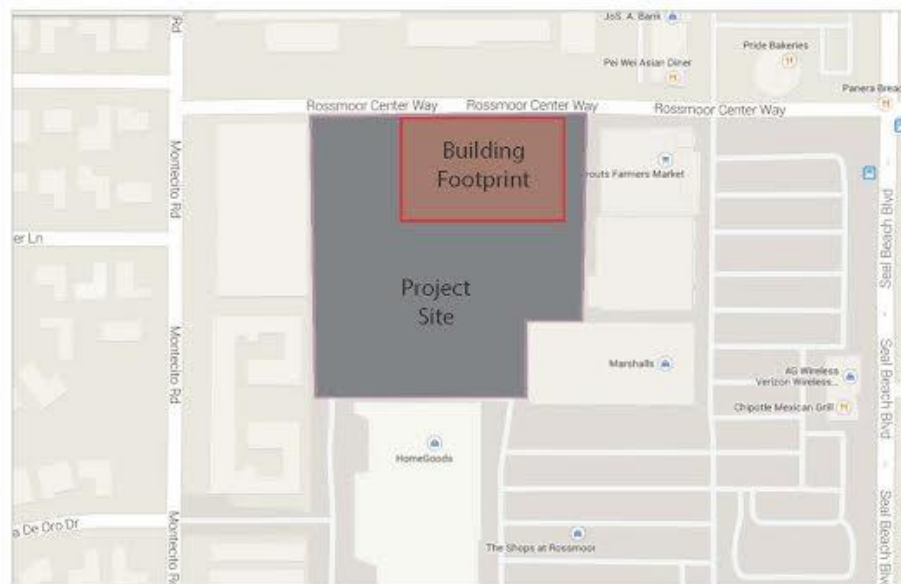 Rd
JoS. A. Bank
Pride Bakeries
Pei Wei Asian Diner
Panera Bread
Rossmoor Center Way
Rossmoor Center Way
Rossmoor Center Way
Building
Footprint
Montecito Rd
outs Farmers Market
Seal Beach Blvd
er Ln
Project
Site
Montecito Rd
Marshalls
AG Wireless
Verizon Wireless...
Seal Beach Blvd
Chipotle Mexican Grill
HomeGoods
a De Oro Dr
Montecito Rd
The Shops at Rossmoor
Seal Beach Blvd